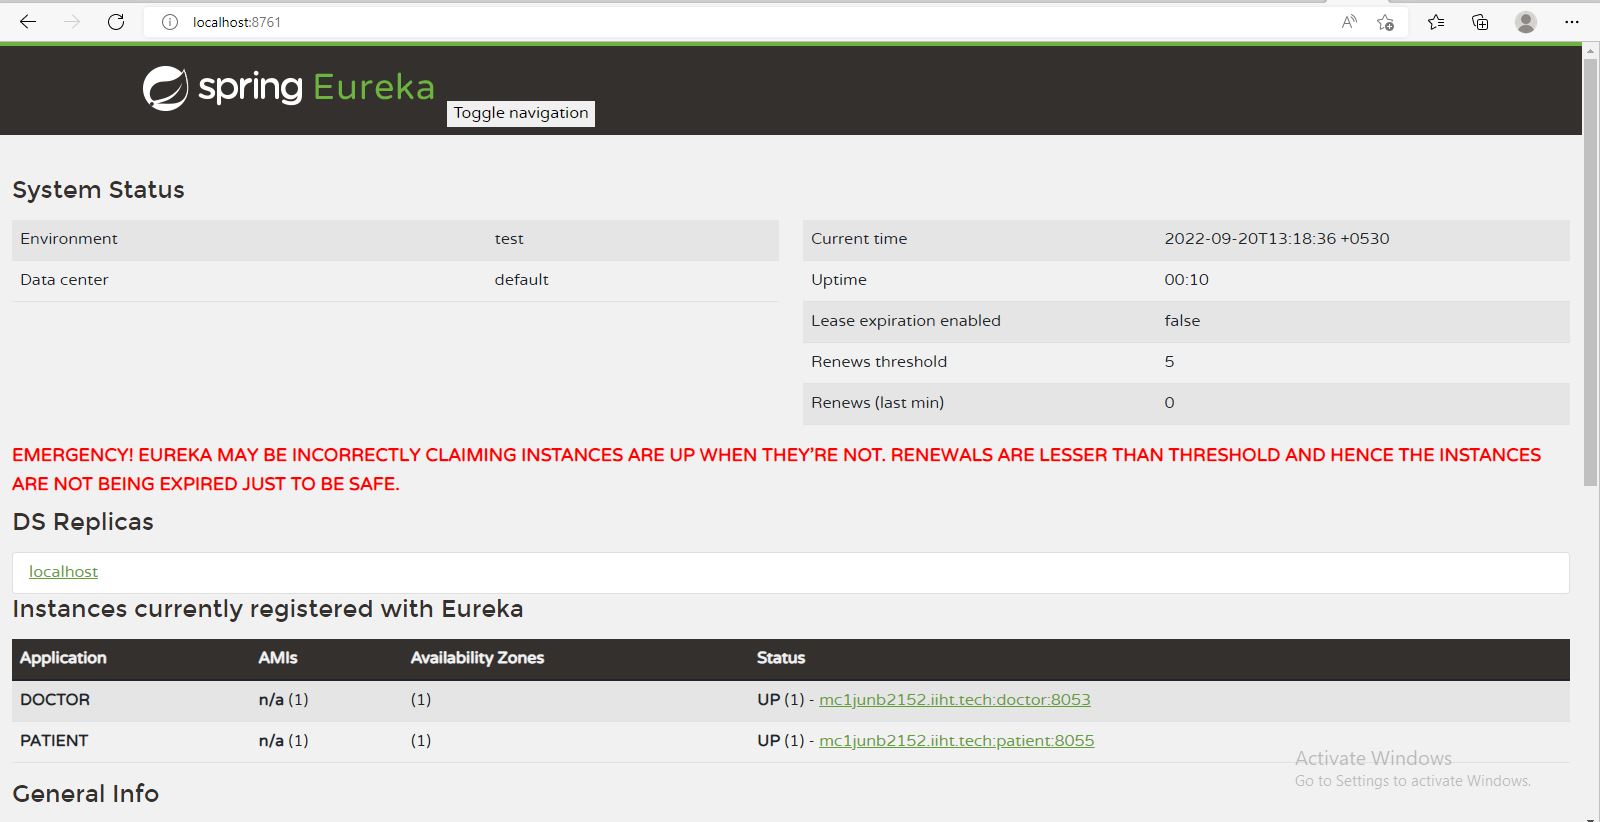 localhost:8761
spring Eureka
Toggle navigation
System Status
Environment test
Data center default
Current time 2022-09-20T13:18:36 +0530
Uptime 00:10
Lease expiration enabled false
Renews threshold 5
Renews (last min) 0
EMERGENCY! EUREKA MAY BE INCORRECTLY CLAIMING INSTANCES ARE UP WHEN THEY'RE NOT. RENEWALS ARE LESSER THAN THRESHOLD AND HENCE THE INSTANCES
ARE NOT BEING EXPIRED JUST TO BE SAFE.
DS Replicas
localhost
Instances currently registered with Eureka
Application AMIs Availability Zones Status
DOCTOR n/a (1) (1) UP (1) - mc1junb2152.iiht.tech:doctor:8053
PATIENT n/a (1) (1) UP (1) - mc1junb2152.iiht.tech:patient:8055
Activate Windows
Go to Settings to activate Windows.
General Info